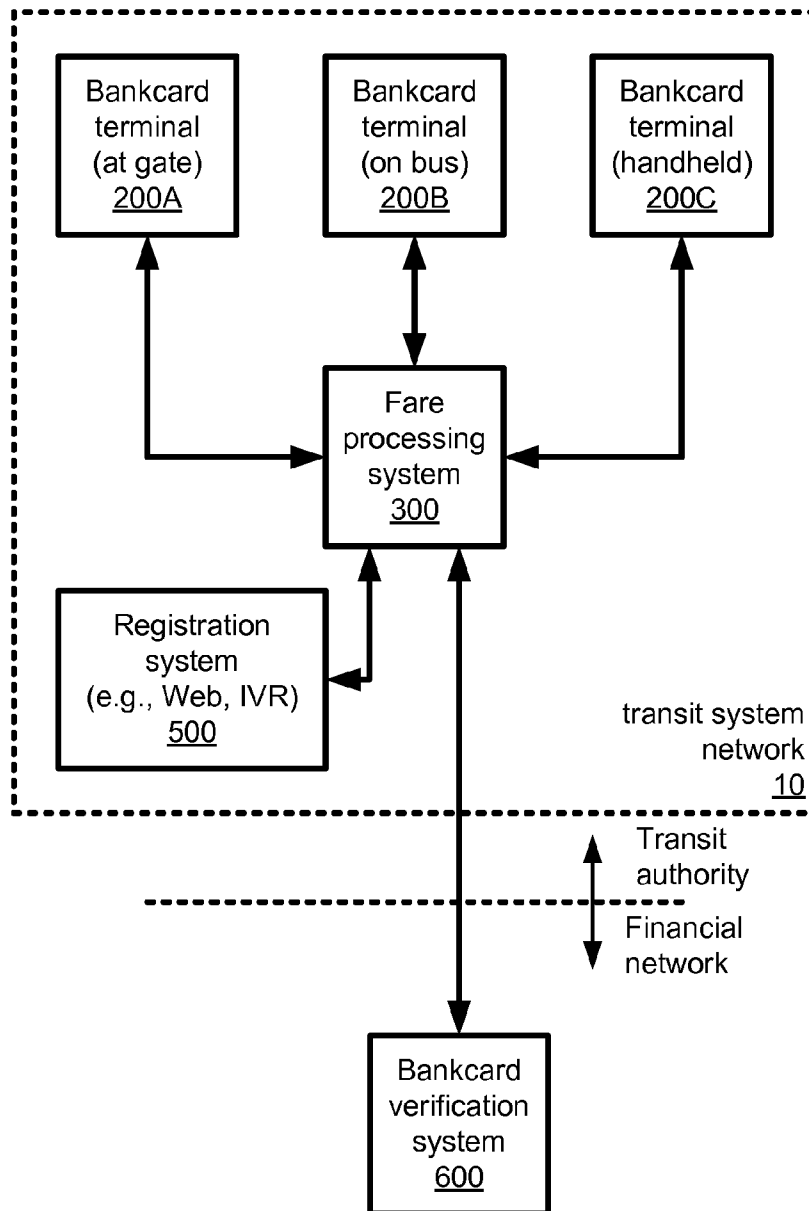 Bankcard
terminal
(at gate)
200A
Bankcard
terminal
(on bus)
200B
Bankcard
terminal
(handheld)
200C
Fare
processing
system
300
Registration
system
(e.g., Web, IVR)
500
transit system
network
10
Transit
authority
Financial
network
Bankcard
verification
system
600